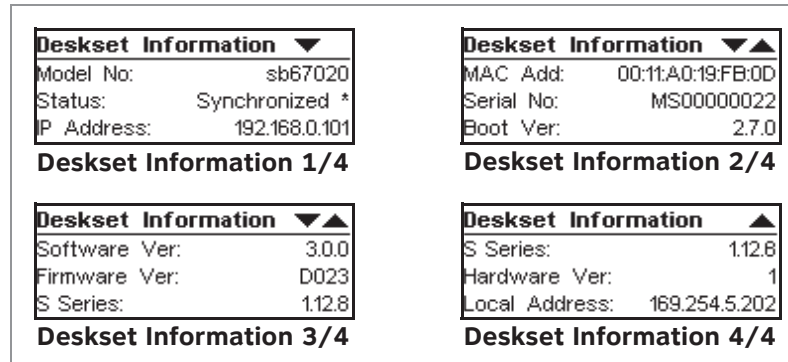 Deskset Information ▼
Model No: sb67020
Status: Synchronized *
IP Address: 192.168.0.101
Deskset Information 1/4
Deskset Information ▼▲
MAC Add: 00:11:A0:19:FB:0D
Serial No: MS00000022
Boot Ver: 2.7.0
Deskset Information 2/4
Deskset Information ▼▲
Software Ver: 3.0.0
Firmware Ver: D023
S Series: 1.12.8
Deskset Information 3/4
Deskset Information ▲
S Series: 1.12.8
Hardware Ver: 1
Local Address: 169.254.5.202
Deskset Information 4/4